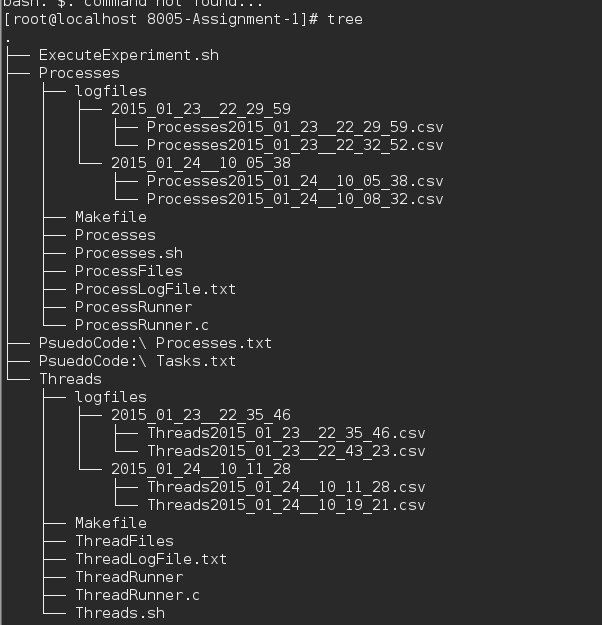 bash: $: command not found...
[root@localhost 8005-Assignment-1]# tree
.
├── ExecuteExperiment.sh
├── Processes
│   ├── logfiles
│   │   ├── 2015_01_23__22_29_59
│   │   │   ├── Processes2015_01_23__22_29_59.csv
│   │   │   └── Processes2015_01_23__22_32_52.csv
│   │   └── 2015_01_24__10_05_38
│   │       ├── Processes2015_01_24__10_05_38.csv
│   │       └── Processes2015_01_24__10_08_32.csv
│   ├── Makefile
│   ├── Processes
│   ├── Processes.sh
│   ├── ProcessFiles
│   ├── ProcessLogFile.txt
│   ├── ProcessRunner
│   └── ProcessRunner.c
├── PsuedoCode:\ Processes.txt
├── PsuedoCode:\ Tasks.txt
└── Threads
    ├── logfiles
    │   ├── 2015_01_23__22_35_46
    │   │   ├── Threads2015_01_23__22_35_46.csv
    │   │   └── Threads2015_01_23__22_43_23.csv
    │   └── 2015_01_24__10_11_28
    │       ├── Threads2015_01_24__10_11_28.csv
    │       └── Threads2015_01_24__10_19_21.csv
    ├── Makefile
    ├── ThreadFiles
    ├── ThreadLogFile.txt
    ├── ThreadRunner
    ├── ThreadRunner.c
    └── Threads.sh